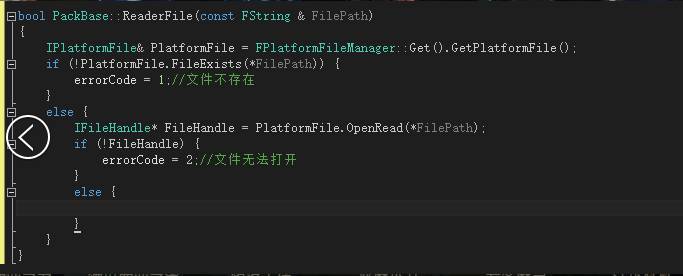 bool PackBase::ReaderFile(const FString & FilePath)
{
IPlatformFile& PlatformFile = FPlatformFileManager::Get().GetPlatformFile();
if (!PlatformFile.FileExists(*FilePath)) {
errorCode = 1;//文件不存在
}
else {
IFileHandle* FileHandle = PlatformFile.OpenRead(*FilePath);
if (!FileHandle) {
errorCode = 2;//文件无法打开
}
else {
}
}
}